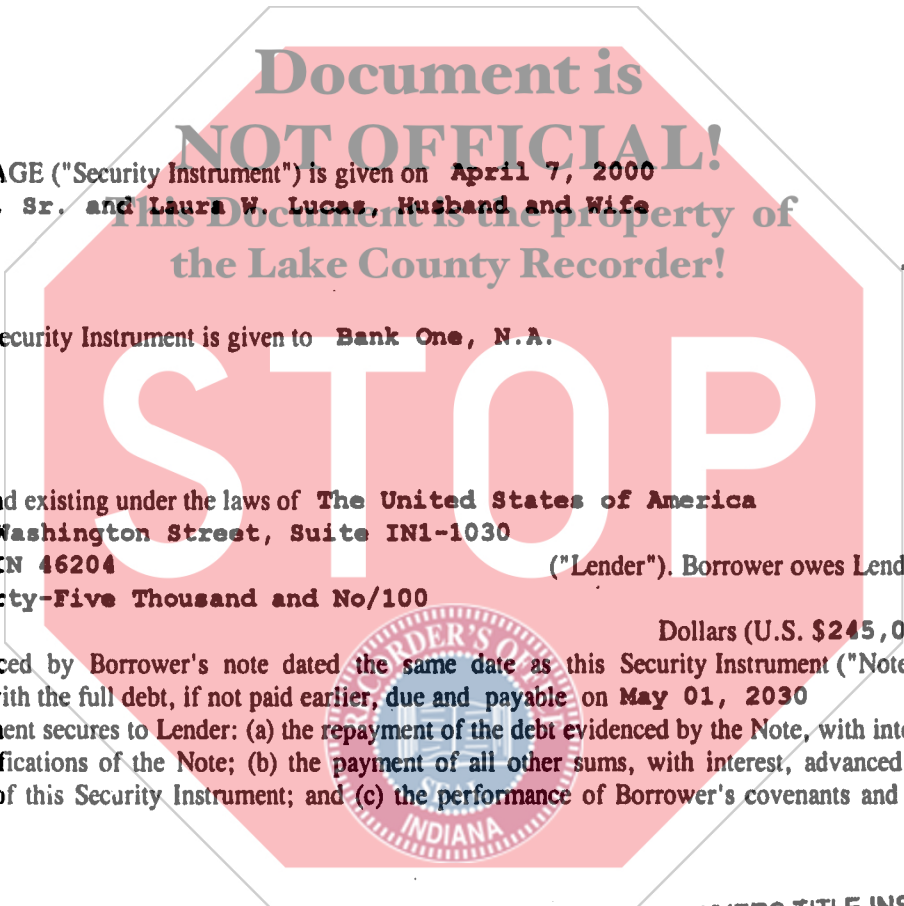 Document is
NOT OFFICIAL!
AGE ("Security Instrument") is given on April 7, 2000
Sr. and Laura W. Lucas, Husband and Wife
This Document is the property of
the Lake County Recorder!
ecurity Instrument is given to Bank One, N.A.
STOP
d existing under the laws of The United States of America
Washington Street, Suite IN1-1030
IN 46204 ("Lender"). Borrower owes Lend
ty-Five Thousand and No/100
Dollars (U.S. $245,0
RECORDER'S OFFICE
ced by Borrower's note dated the same date as this Security Instrument ("Note
ith the full debt, if not paid earlier, due and payable on May 01, 2030
ent secures to Lender: (a) the repayment of the debt evidenced by the Note, with inte
fications of the Note; (b) the payment of all other sums, with interest, advanced
SEAL
of this Security Instrument; and (c) the performance of Borrower's covenants and
INDIANA
TITLE INS